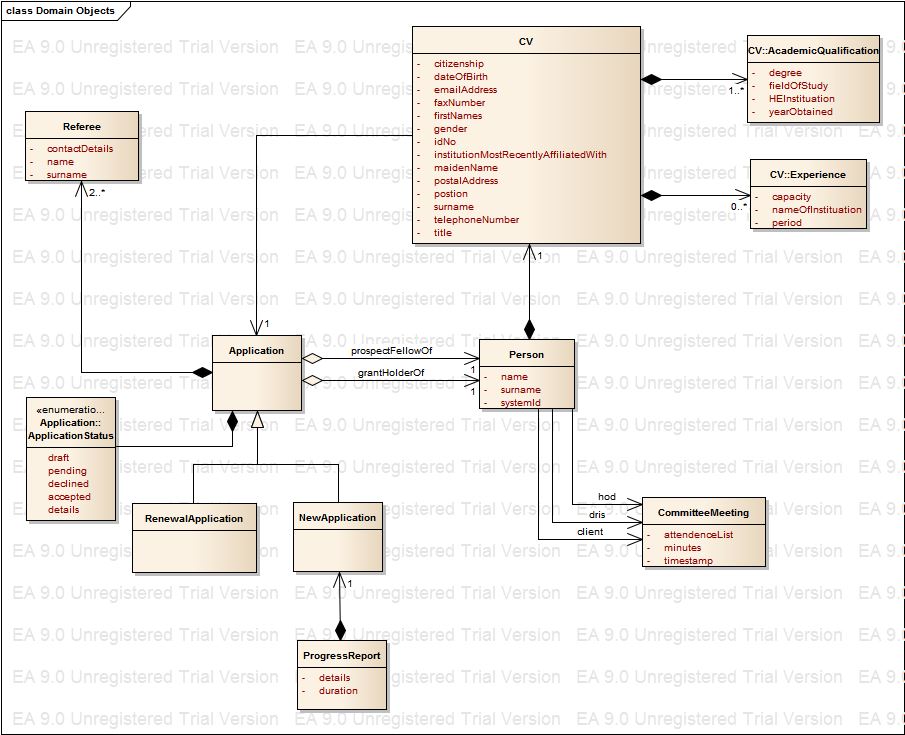 class Domain Objects
EA 9.0 Unregistered Trial Version
CV
- citizenship
- dateOfBirth
- emailAddress
- faxNumber
- firstNames
- gender
- idNo
- institutionMostRecentlyAffiliatedWith
- maidenName
- postalAddress
- postion
- surname
- telephoneNumber
- title
CV::AcademicQualification
- degree
- fieldOfStudy
- HEInstituation
- yearObtained
1..*
Referee
- contactDetails
- name
- surname
2..*
CV::Experience
- capacity
- nameOfInstituation
- period
0..*
1
1
Application
prospectFellowOf
1
grantHolderOf
1
Person
- name
- surname
- systemId
«enumeratio...
Application::
ApplicationStatus
draft
pending
declined
accepted
details
RenewalApplication
NewApplication
hod
dris
client
CommitteeMeeting
- attendenceList
- minutes
- timestamp
1
ProgressReport
- details
- duration